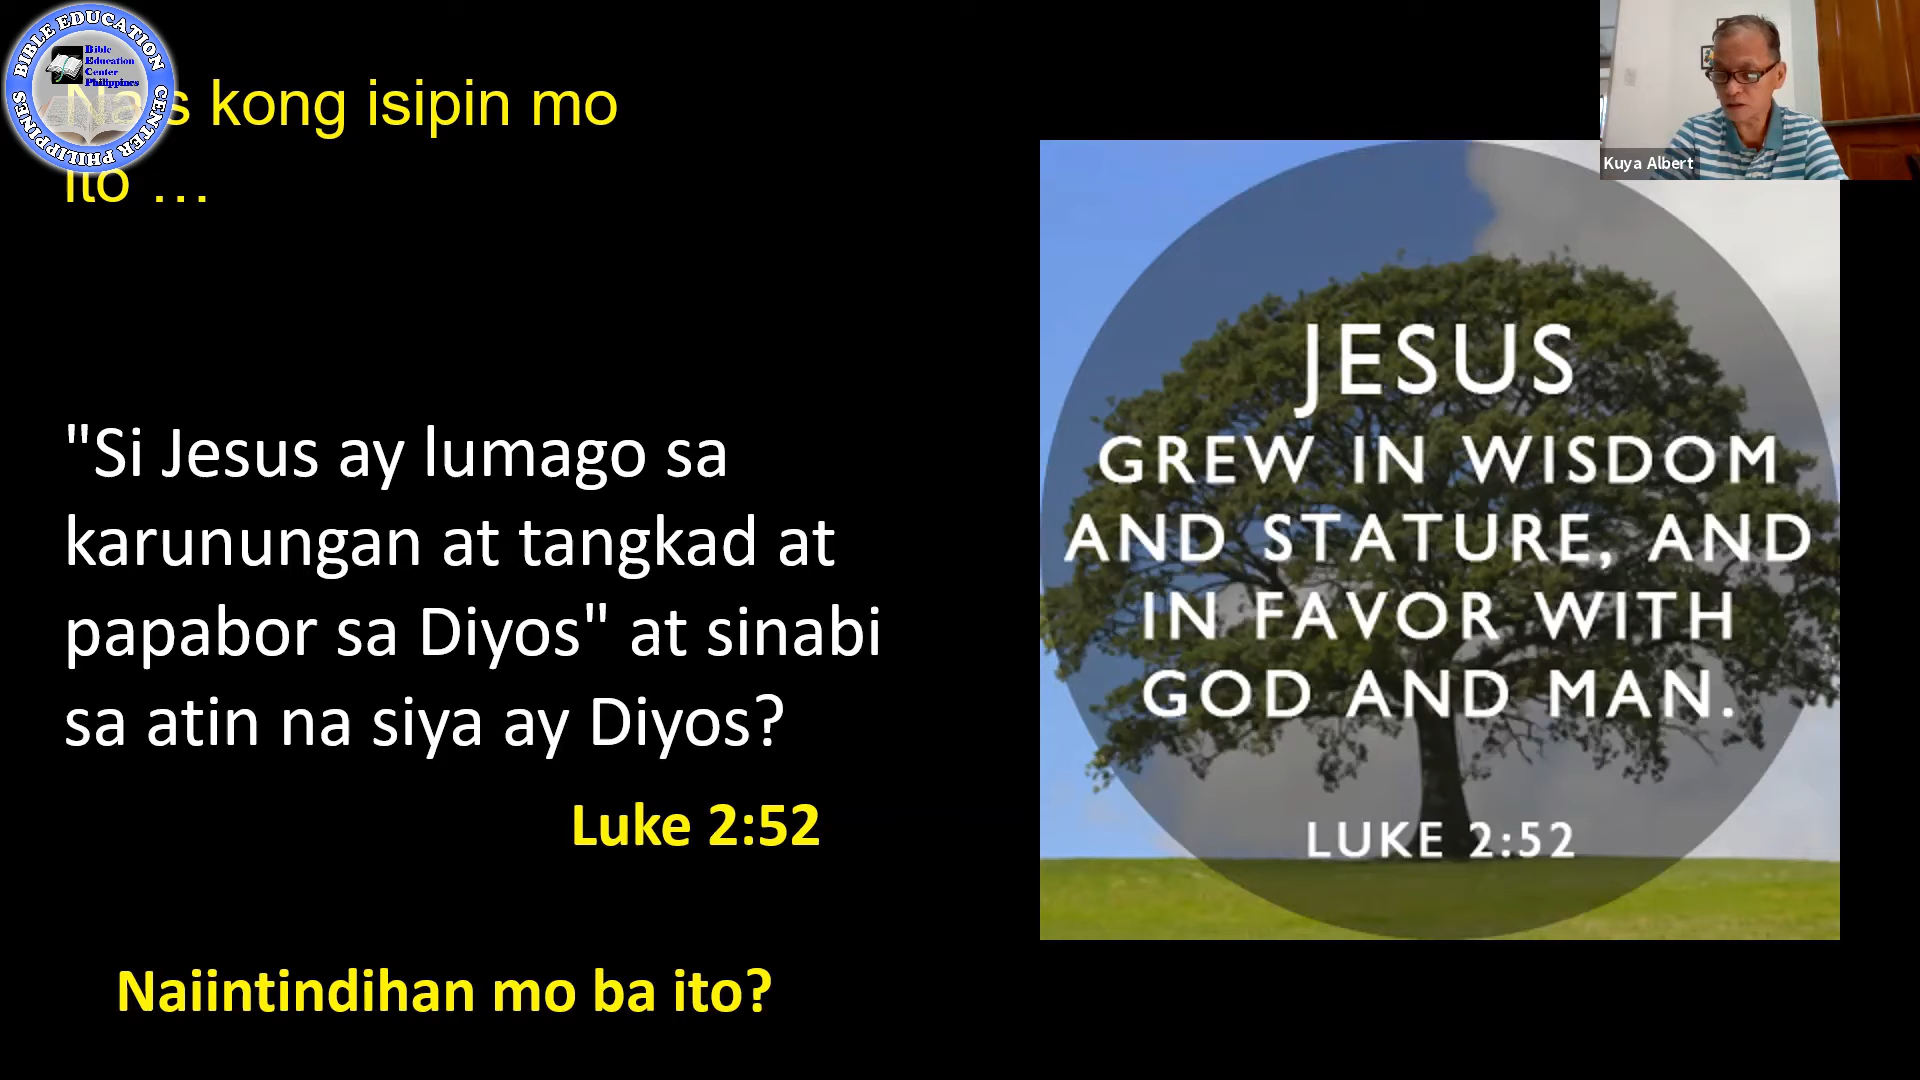 BIBLE EDUCATION CENTER PHILIPPINES
Bible
Education
Center
Philippines
Nais kong isipin mo
ito …
"Si Jesus ay lumago sa
karunungan at tangkad at
papabor sa Diyos" at sinabi
sa atin na siya ay Diyos?
Luke 2:52
Naiintindihan mo ba ito?
JESUS
GREW IN WISDOM
AND STATURE, AND
IN FAVOR WITH
GOD AND MAN.
LUKE 2:52
Kuya Albert